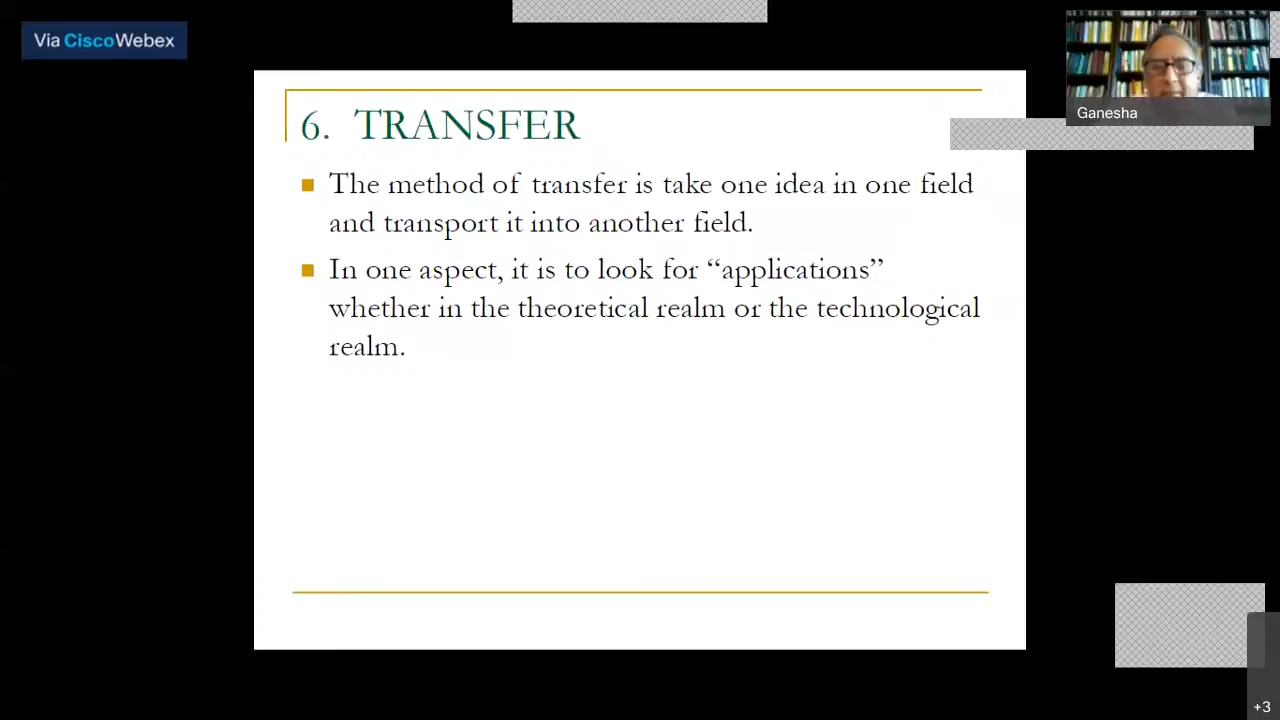 Via CiscoWebex
Ganesha
6. TRANSFER
■ The method of transfer is take one idea in one field
and transport it into another field.
■ In one aspect, it is to look for “applications”
whether in the theoretical realm or the technological
realm.
+3